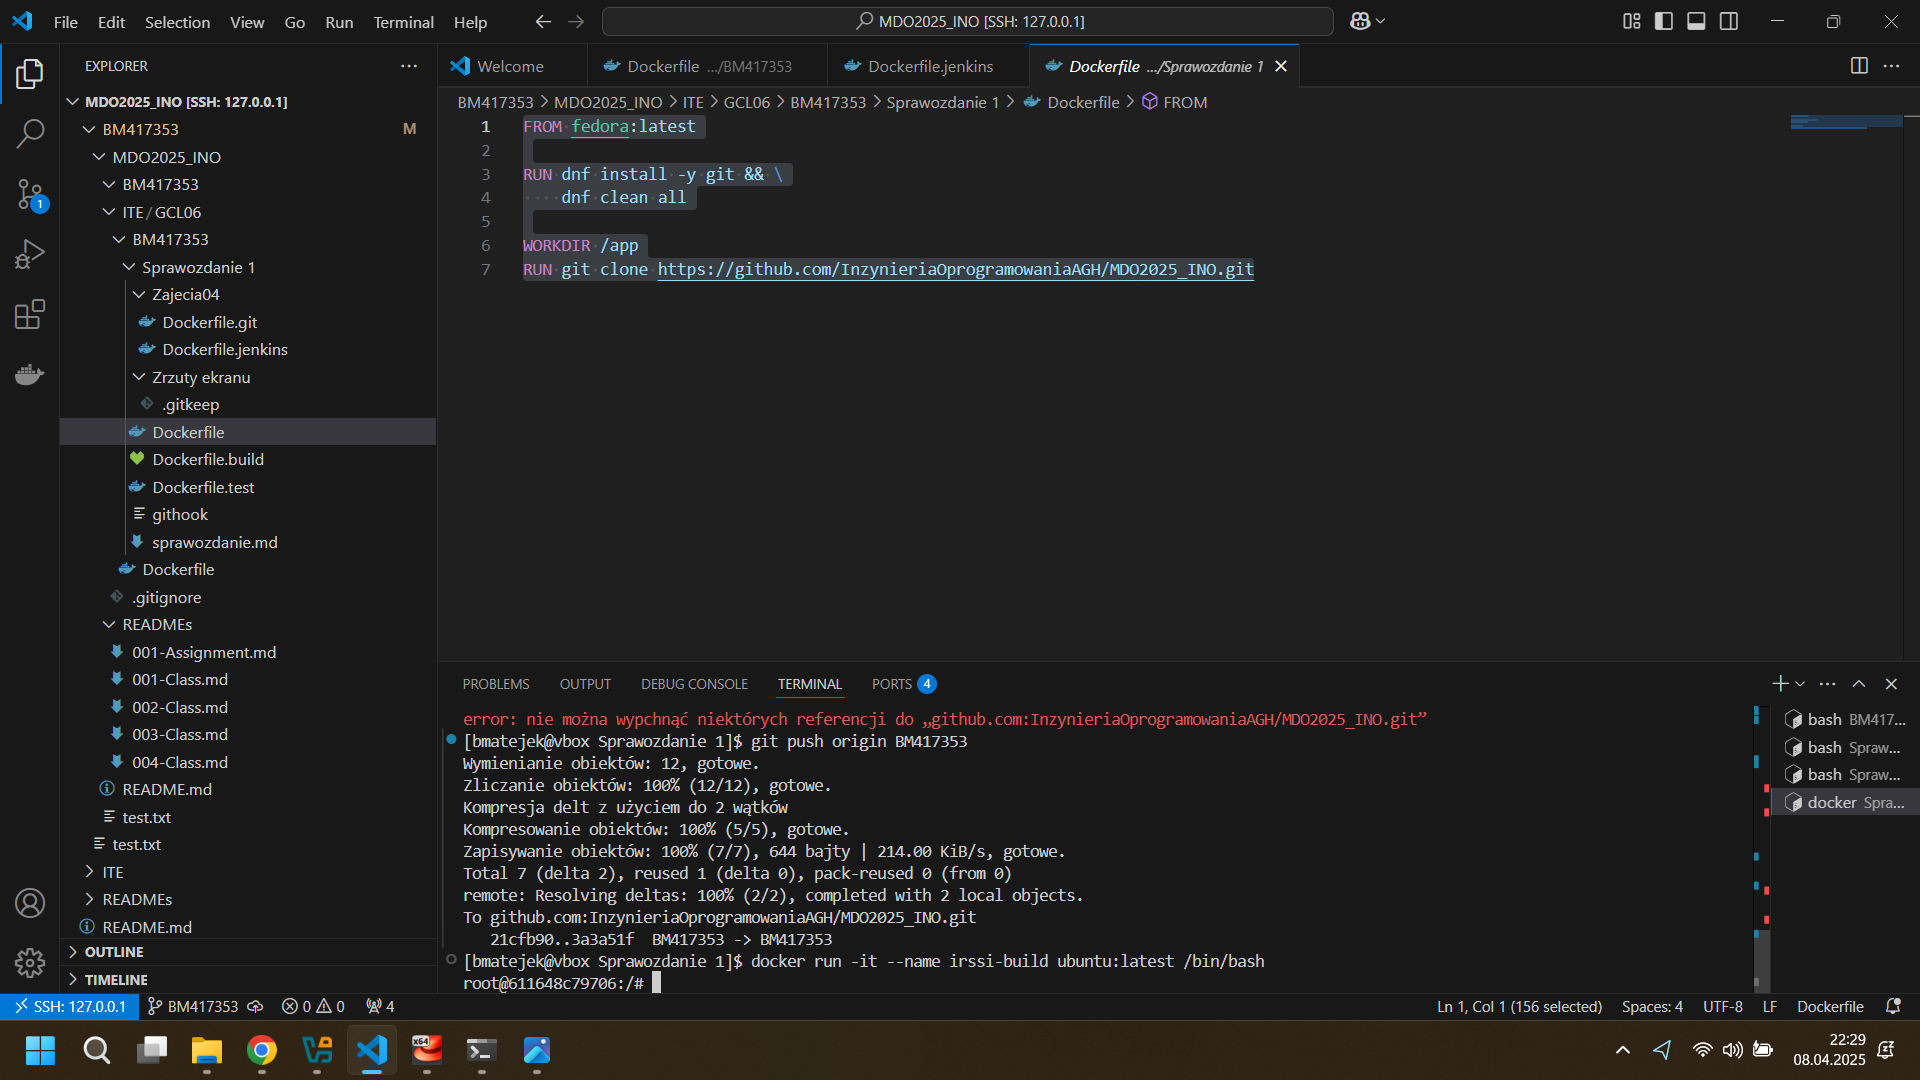 File Edit Selection View Go Run Terminal Help
MDO2025_INO [SSH: 127.0.0.1]
EXPLORER
MDO2025_INO [SSH: 127.0.0.1]
BM417353 M
MDO2025_INO
BM417353
ITE / GCL06
BM417353
Sprawozdanie 1
Zajecia04
Dockerfile.git
Dockerfile.jenkins
Zrzuty ekranu
.gitkeep
Dockerfile
Dockerfile.build
Dockerfile.test
githook
sprawozdanie.md
Dockerfile
.gitignore
READMEs
001-Assignment.md
001-Class.md
002-Class.md
003-Class.md
004-Class.md
README.md
test.txt
test.txt
ITE
READMEs
README.md
OUTLINE
TIMELINE
1
Welcome
Dockerfile .../BM417353
Dockerfile.jenkins
Dockerfile .../Sprawozdanie 1
BM417353 > MDO2025_INO > ITE > GCL06 > BM417353 > Sprawozdanie 1 > Dockerfile > FROM
1 FROM fedora:latest
2
3 RUN dnf install -y git && \
4 dnf clean all
5
6 WORKDIR /app
7 RUN git clone https://github.com/InzynieriaOprogramowaniaAGH/MDO2025_INO.git
PROBLEMS OUTPUT DEBUG CONSOLE TERMINAL PORTS 4
error: nie można wypchnąć niektórych referencji do „github.com:InzynieriaOprogramowaniaAGH/MDO2025_INO.git”
[bmatejek@vbox Sprawozdanie 1]$ git push origin BM417353
Wymienianie obiektów: 12, gotowe.
Zliczanie obiektów: 100% (12/12), gotowe.
Kompresja delt z użyciem do 2 wątków
Kompresowanie obiektów: 100% (5/5), gotowe.
Zapisywanie obiektów: 100% (7/7), 644 bajty | 214.00 KiB/s, gotowe.
Total 7 (delta 2), reused 1 (delta 0), pack-reused 0 (from 0)
remote: Resolving deltas: 100% (2/2), completed with 2 local objects.
To github.com:InzynieriaOprogramowaniaAGH/MDO2025_INO.git
21cfb90..3a3a51f BM417353 -> BM417353
[bmatejek@vbox Sprawozdanie 1]$ docker run -it --name irssi-build ubuntu:latest /bin/bash
root@611648c79706:/#
bash BM417...
bash Spraw...
bash Spraw...
docker Spra...
SSH: 127.0.0.1 BM417353 0 0 4
Ln 1, Col 1 (156 selected) Spaces: 4 UTF-8 LF Dockerfile
x64
22:29
08.04.2025